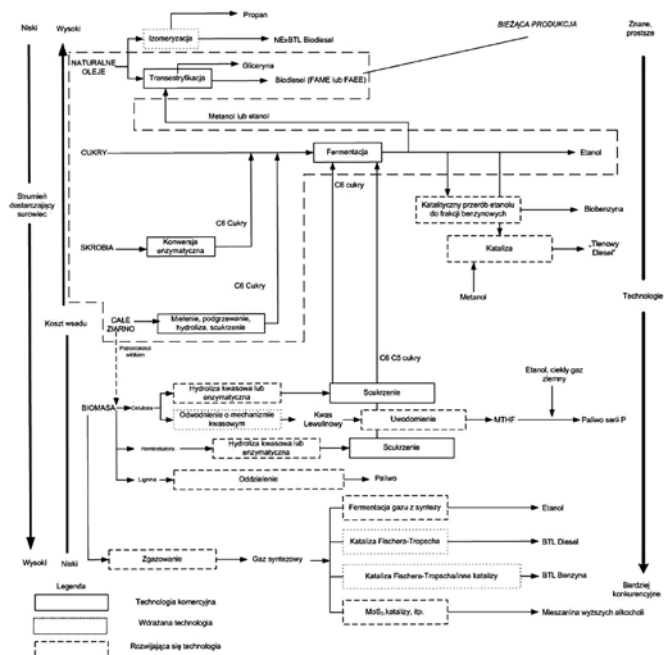 Niski
Wysoki
Propan
BIEŻĄCA PRODUKCJA
Znane,
prostsze
Izomeryzacja
NExBTL Biodiesel
NATURALNE
OLEJE
Gliceryna
Transestryfikacja
Biodiesel (FAME lub FAEE)
Metanol lub etanol
CUKRY
Fermentacja
Etanol
C6 cukry
Strumień
dostarczający
surowiec
C6 Cukry
Katalityczny przerób etanolu
do frakcji benzynowych
Biobenzyna
SKROBIA
Konwersja
enzymatyczna
Kataliza
„Tlenowy
Diesel"
C6 Cukry
Metanol
Technologie
Koszt wsadu
CAŁE
ZIARNO
Mielenie, podgrzewanie,
hydroliza, scukrzenie
Pozostałości
włókien
C6 C5 cukry
Etanol, ciekły gaz
ziemny
BIOMASA
Celuloza
Hydroliza kwasowa lub
enzymatyczna
Scukrzenie
Odwodnienie o mechanizmie
kwasowym
Kwas
Lewulinowy
Uwodornienie
MTHF
Paliwo serii P
Hemiceluloza
Hydroliza kwasowa lub
enzymatyczna
Scukrzenie
Lignina
Oddzielenie
Paliwo
Fermentacja gazu z syntezy
Etanol
Kataliza Fischera-Tropscha
BTL Diesel
Zgazowanie
Gaz syntezowy
Wysoki
Niski
Kataliza Fischera-Tropscha/inne katalizy
BTL Benzyna
Bardziej
konkurencyjne
MoS₂,katalizy, itp.
Mieszanina wyższych alkoholi
Legenda
Technologia komercyjna
Wdrażana technologia
Rozwijająca się technologia